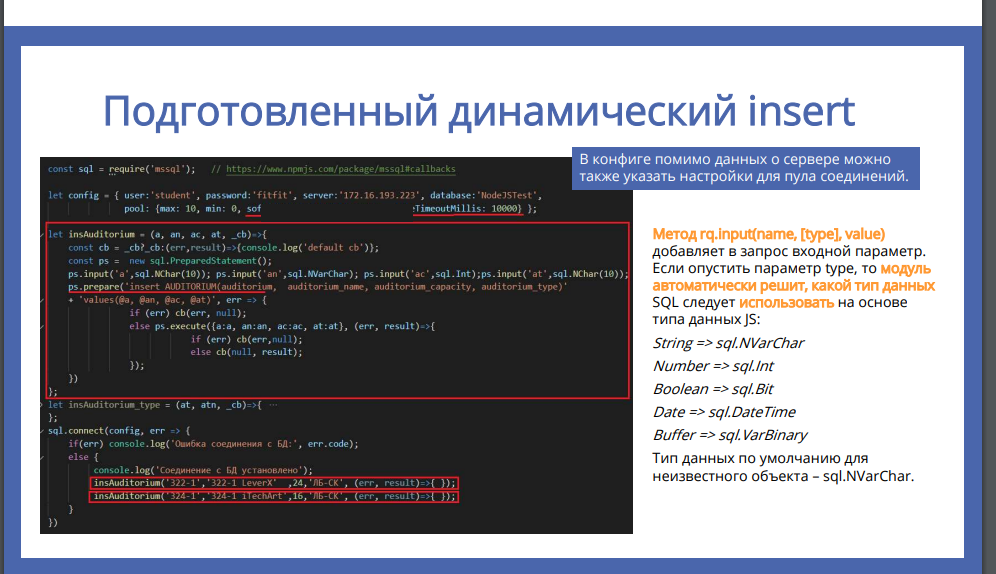 Подготовленный динамический insert
В конфиге помимо данных о сервере можно
также указать настройки для пула соединений.
const sql = require('mssql');   // https://www.npmjs.com/package/mssql#callbacks
let config = { user:'student', password:'fitfit', server:'172.16.193.223', database:'NodeJSTest',
pool: {max: 10, min: 0, sof TimeoutMillis: 10000} };
let insAuditorium = (a, an, ac, at, _cb)=>{
const cb = _cb?_cb:(err,result)=>{console.log('default cb')};
const ps =  new sql.PreparedStatement();
ps.input('a',sql.NChar(10)); ps.input('an',sql.NVarChar); ps.input('ac',sql.Int);ps.input('at',sql.NChar(10));
ps.prepare('insert AUDITORIUM(auditorium,  auditorium_name, auditorium_capacity, auditorium_type)'
+ 'values(@a, @an, @ac, @at)', err => {
if (err) cb(err, null);
else ps.execute({a:a, an:an, ac:ac, at:at}, (err, result)=>{
if (err) cb(err,null);
else cb(null, result);
});
})
};
let insAuditorium_type = (at, atn, _cb)=>{ ...
};
sql.connect(config, err => {
if(err) console.log('Ошибка соединения с БД:', err.code);
else {
console.log('Соединение с БД установлено');
insAuditorium('322-1','322-1 LeverX'  ,24,'ЛБ-СК', (err, result)=>{ });
insAuditorium('324-1','324-1 iTechArt',16,'ЛБ-СК', (err, result)=>{ });
}
})
Метод rq.input(name, [type], value)
добавляет в запрос входной параметр.
Если опустить параметр type, то модуль
автоматически решит, какой тип данных
SQL следует использовать на основе
типа данных JS:
String => sql.NVarChar
Number => sql.Int
Boolean => sql.Bit
Date => sql.DateTime
Buffer => sql.VarBinary
Тип данных по умолчанию для
неизвестного объекта – sql.NVarChar.